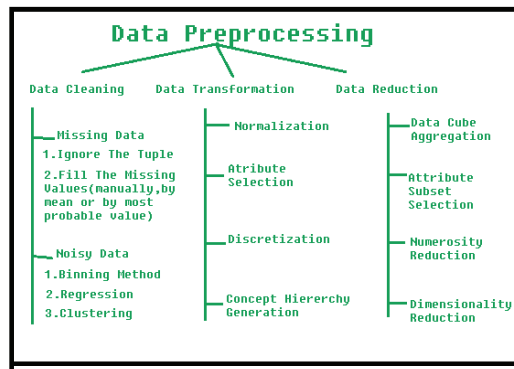 Data Preprocessing
Data Cleaning
Missing Data
1.Ignore The Tuple
2.Fill The Missing
Values(manually,by
mean or by most
probable value)
Noisy Data
1.Binning Method
2.Regression
3.Clustering
Data Transformation
Normalization
Atribute
Selection
Discretization
Concept Hiererchy
Generation
Data Reduction
Data Cube
Aggregation
Attribute
Subset
Selection
Numerosity
Reduction
Dimensionality
Reduction